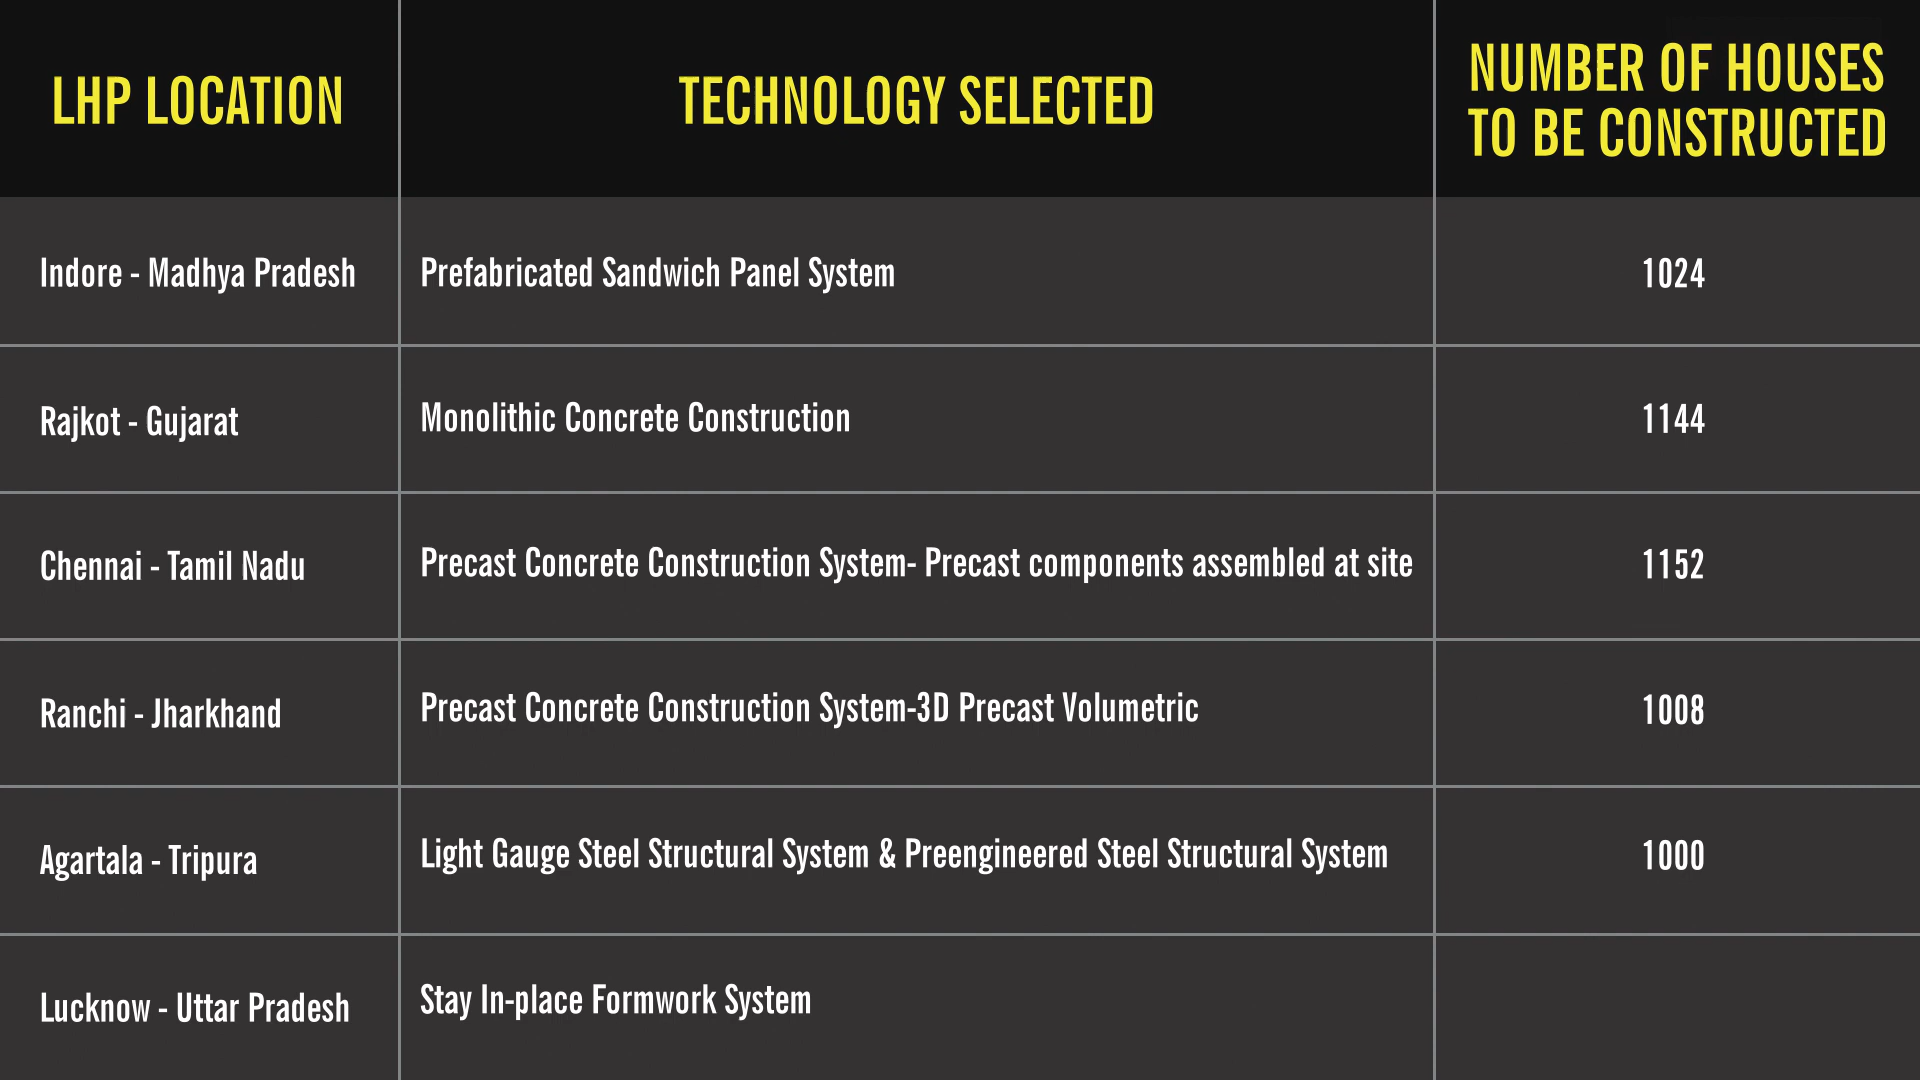 LHP LOCATION
TECHNOLOGY SELECTED
NUMBER OF HOUSES
TO BE CONSTRUCTED
Indore - Madhya Pradesh
Prefabricated Sandwich Panel System
1024
Rajkot - Gujarat
Monolithic Concrete Construction
1144
Chennai - Tamil Nadu
Precast Concrete Construction System- Precast components assembled at site
1152
Ranchi - Jharkhand
Precast Concrete Construction System-3D Precast Volumetric
1008
Agartala - Tripura
Light Gauge Steel Structural System & Preengineered Steel Structural System
1000
Lucknow - Uttar Pradesh
Stay In-place Formwork System